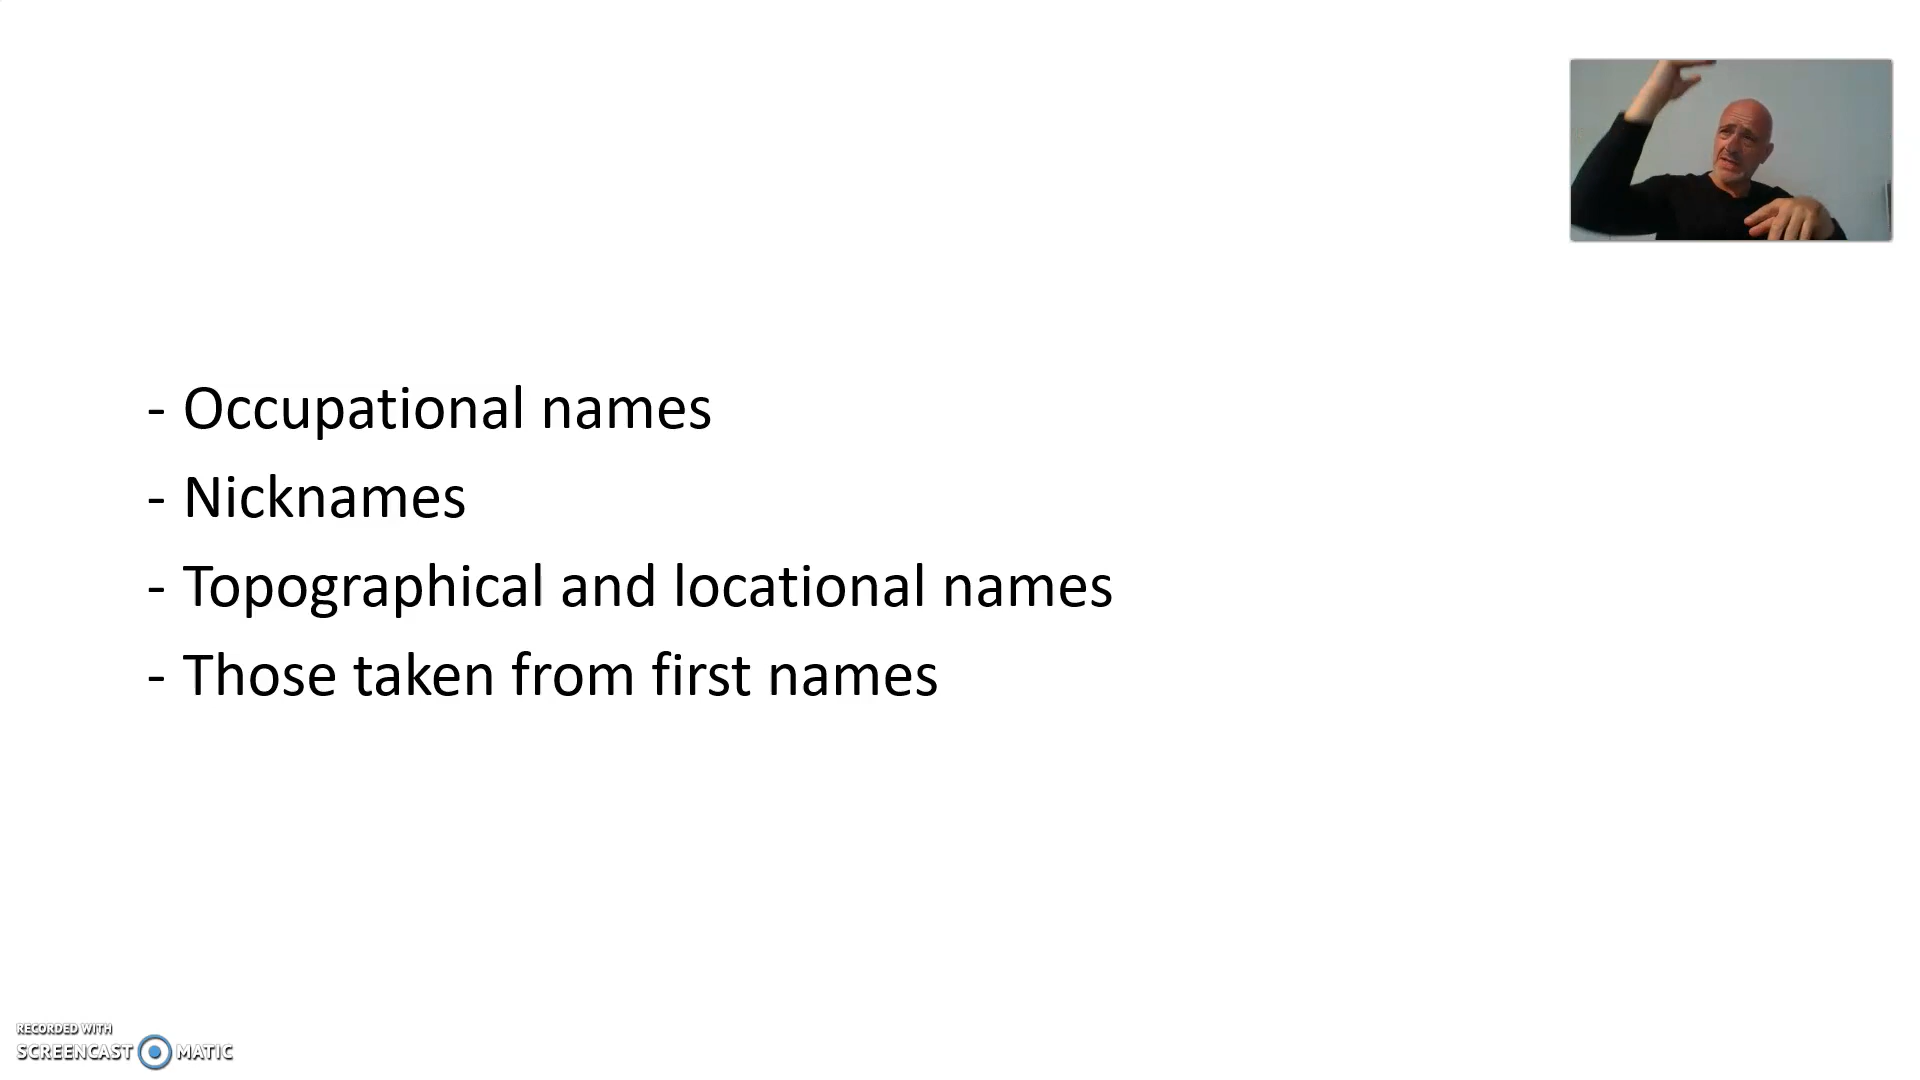 - Occupational names
- Nicknames
- Topographical and locational names
- Those taken from first names
RECORDED WITH
SCREENCAST MATIC